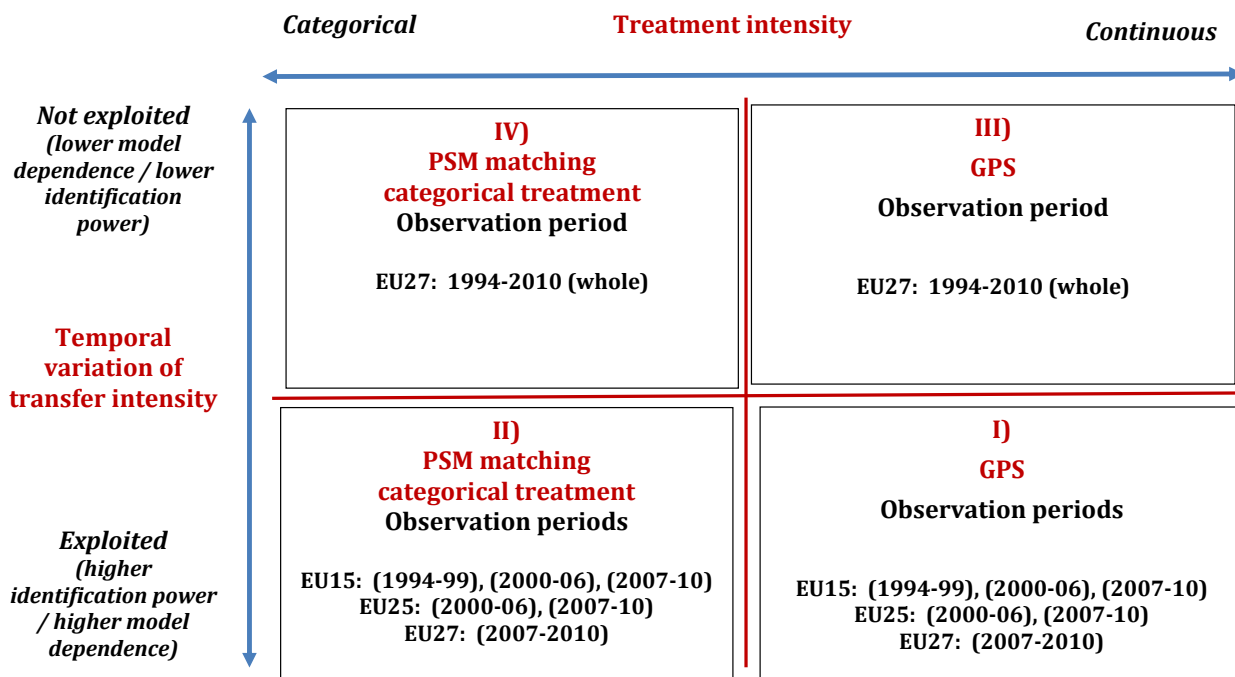 Categorical
Treatment intensity
Continuous
Not exploited
(lower model
dependence / lower
identification
power)
Temporal
variation of
transfer intensity
Exploited
(higher
identification power
/ higher model
dependence)
IV)
PSM matching
categorical treatment
Observation period
EU27: 1994-2010 (whole)
III)
GPS
Observation period
EU27: 1994-2010 (whole)
II)
PSM matching
categorical treatment
Observation periods
EU15: (1994-99), (2000-06), (2007-10)
EU25: (2000-06), (2007-10)
EU27: (2007-2010)
I)
GPS
Observation periods
EU15: (1994-99), (2000-06), (2007-10)
EU25: (2000-06), (2007-10)
EU27: (2007-2010)